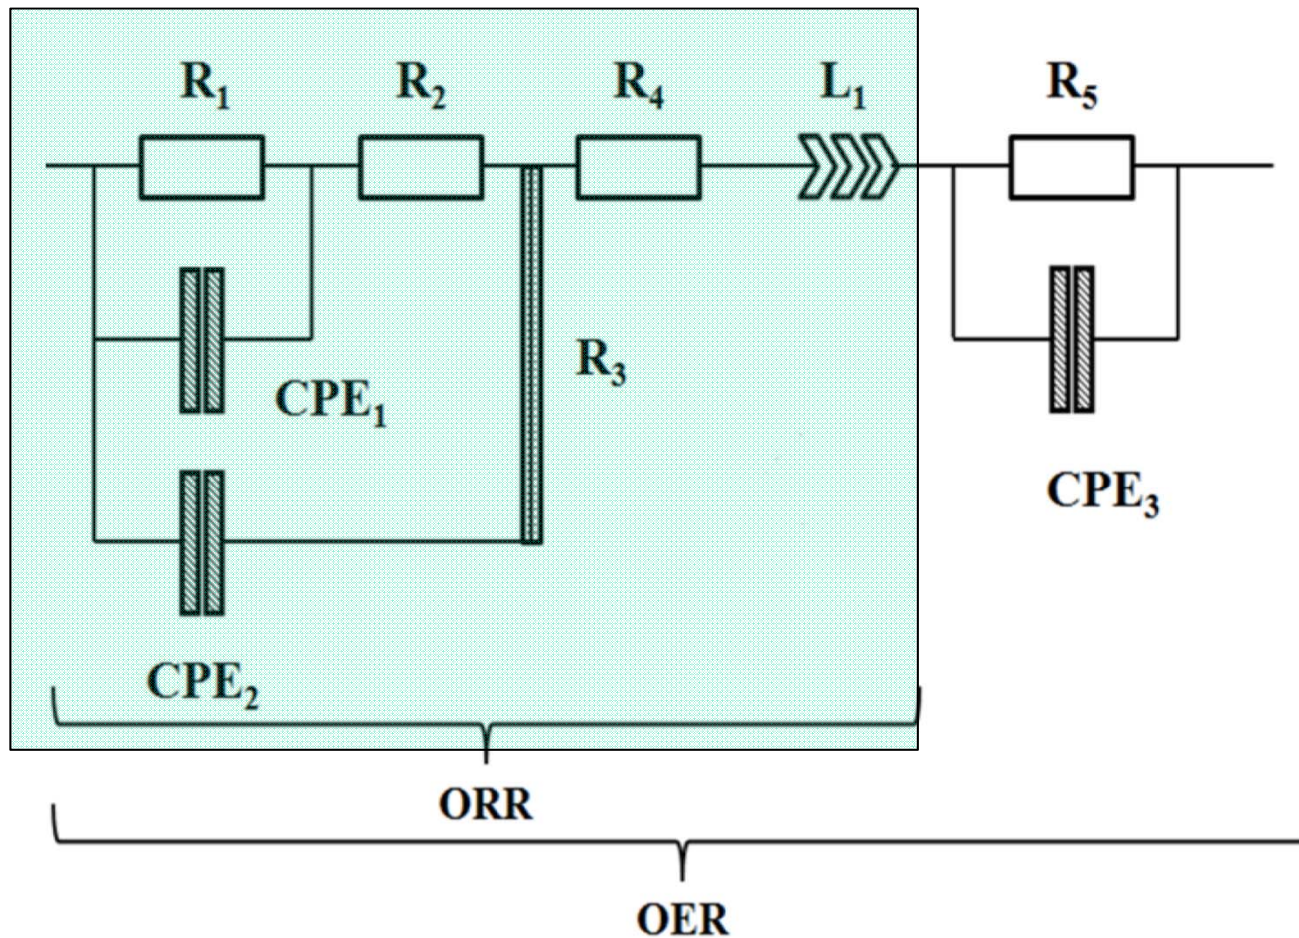 R₁ R₂ R₄ L₁ R₅
R₃
CPE₁
CPE₃
CPE₂
ORR
OER